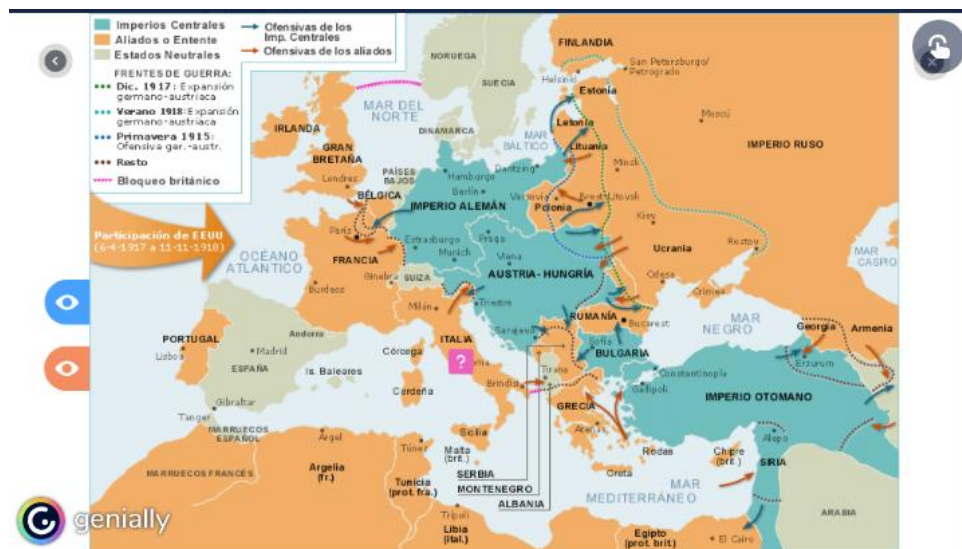 Imperios Centrales
Aliados o Entente
Estados Neutrales
Ofensivas de los
Imp. Centrales
Ofensivas de los aliados
FRENTES DE GUERRA:
Dic. 1917: Expansión
germano-austriaca
Verano 1918: Expansión
germano-austriaca
Primavera 1915:
Ofensiva ger.-austr.
Resto
Bloqueo británico
NORUEGA
SUECIA
FINLANDIA
Helsinki
San Petersburgo/
Petrogrado
Estonia
MAR DEL
NORTE
Moscú
Letonia
IRLANDA
GRAN
BRETAÑA
DINAMARCA
MAR
BÁLTICO
Lituania
IMPERIO RUSO
Londres
PAÍSES
BAJOS
Hamburgo
Dantzing
Minsk
Berlín
BÉLGICA
IMPERIO ALEMÁN
Varsovia
Polonia
Brest-Litovsk
Participación de EEUU
(6-4-1917 a 11-11-1918)
París
Kiev
Praga
Estrasburgo
Ucrania
Rostov
OCÉANO
ATLÁNTICO
FRANCIA
Munich
Viena
MAR
CASPIO
Ginebra
SUIZA
AUSTRIA- HUNGRÍA
Odesa
Burdeos
Crimea
Milán
Trieste
RUMANÍA
Bucarest
MAR
NEGRO
Georgia
Armenia
PORTUGAL
Andorra
ITALIA
Sarajevo
Sofía
BULGARIA
Lisboa
Madrid
Córcega
?
Erzurum
ESPAÑA
Is. Baleares
Tirana
Constantinopla
Cerdeña
Brindisi
Gallipoli
IMPERIO OTOMANO
Gibraltar
GRECIA
Tanger
MARRUECOS
ESPAÑOL
Atenas
Sicilia
Alepo
Argel
Túnez
Malta
(brit.)
Rodas
Chipre
(brit.)
SIRIA
MARRUECOS FRANCÉS
Argelia
(fr.)
SERBIA
Creta
MONTENEGRO
MAR
MEDITERRÁNEO
Tunicia
(prot. fra.)
ALBANIA
Trípoli
ARABIA
genially
Libia
(ital.)
Egipto
(prot. brit.)
El Cairo